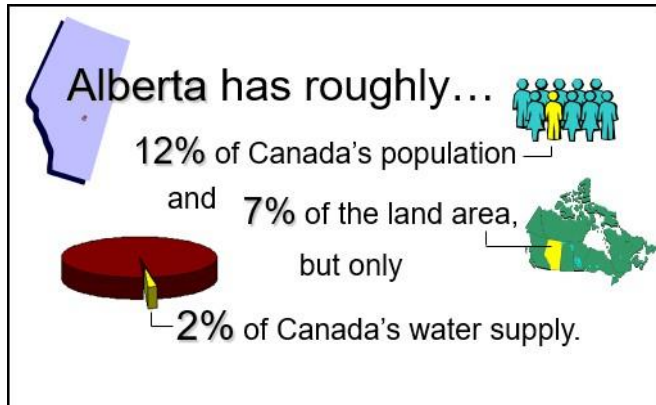 Alberta has roughly…
12% of Canada's population
and 7% of the land area,
but only
2% of Canada's water supply.